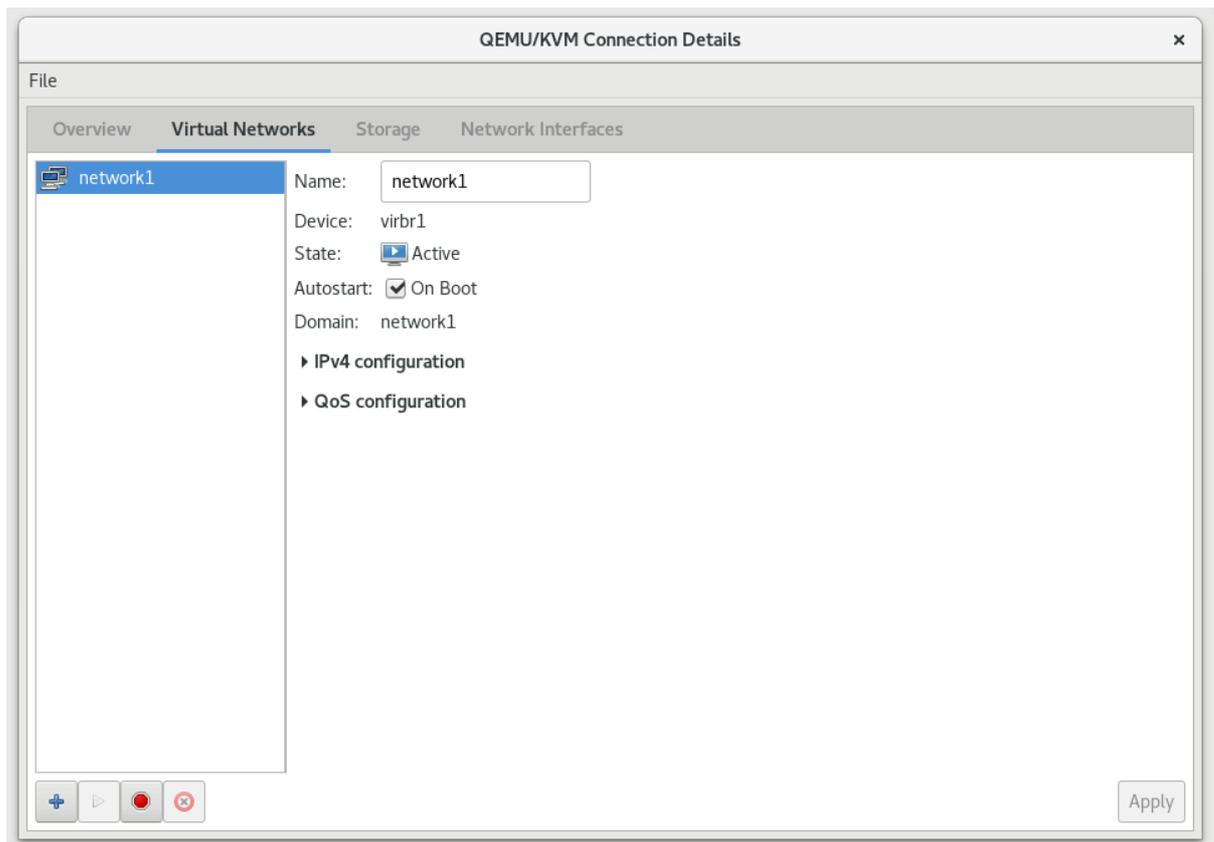 QEMU/KVM Connection Details
File
Overview Virtual Networks Storage Network Interfaces
network1
Name: network1
Device: virbr1
State: Active
Autostart: On Boot
Domain: network1
IPv4 configuration
QoS configuration
Apply